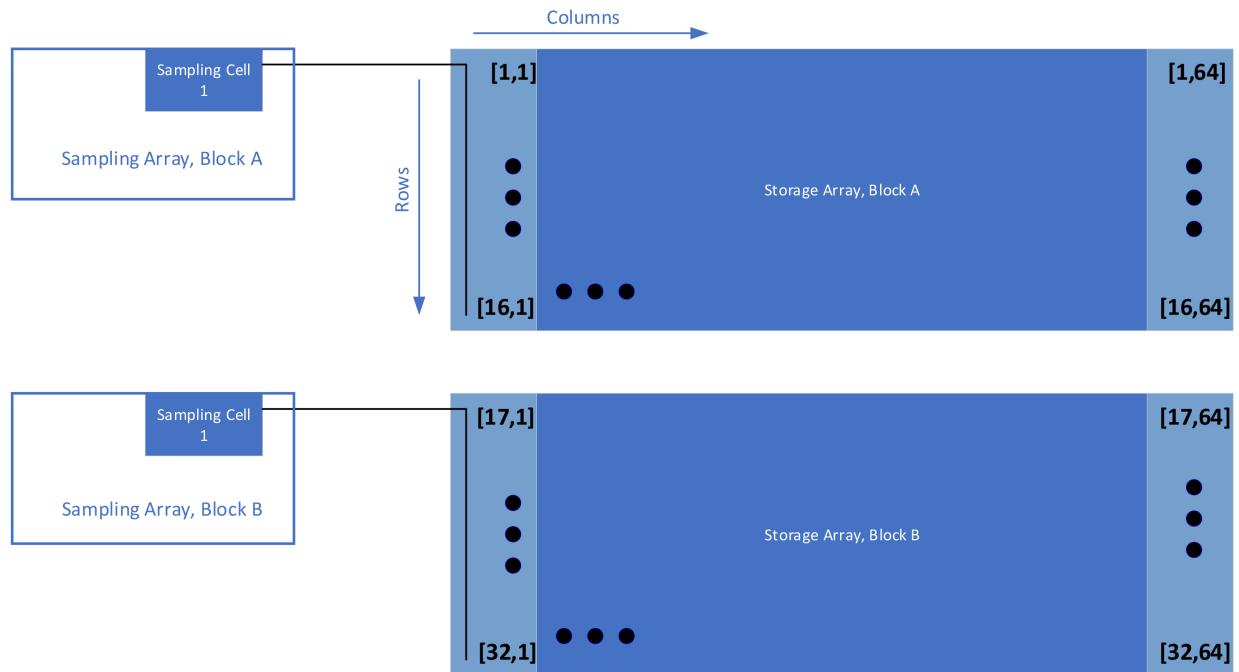 Columns
Sampling Cell
1
[1,1]
[1,64]
Sampling Array, Block A
Rows
Storage Array, Block A
[16,1]
[16,64]
Sampling Cell
1
[17,1]
[17,64]
Sampling Array, Block B
Storage Array, Block B
[32,1]
[32,64]